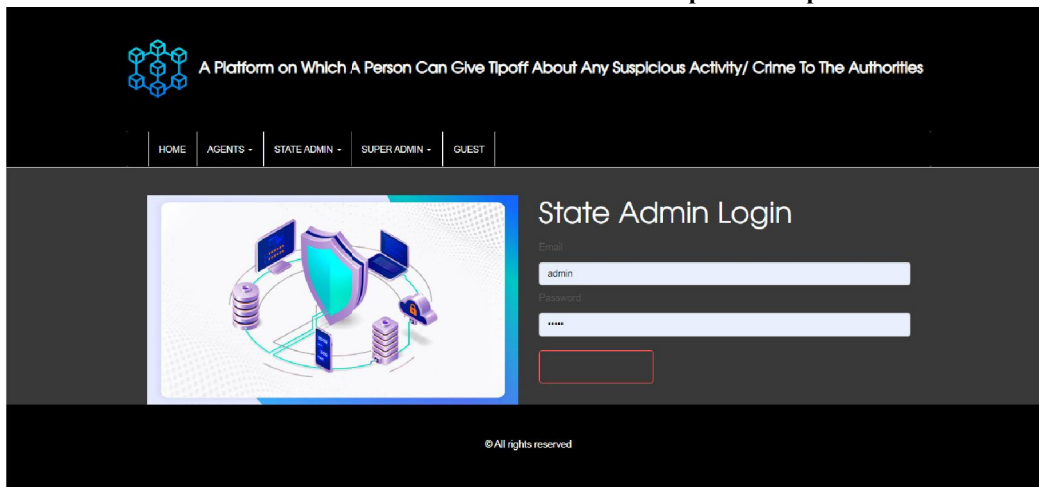 A Platform on Which A Person Can Give Tipoff About Any Suspicious Activity/ Crime To The Authorities
HOME AGENTS STATE ADMIN SUPER ADMIN GUEST
State Admin Login
Email
admin
Password
•••••
© All rights reserved